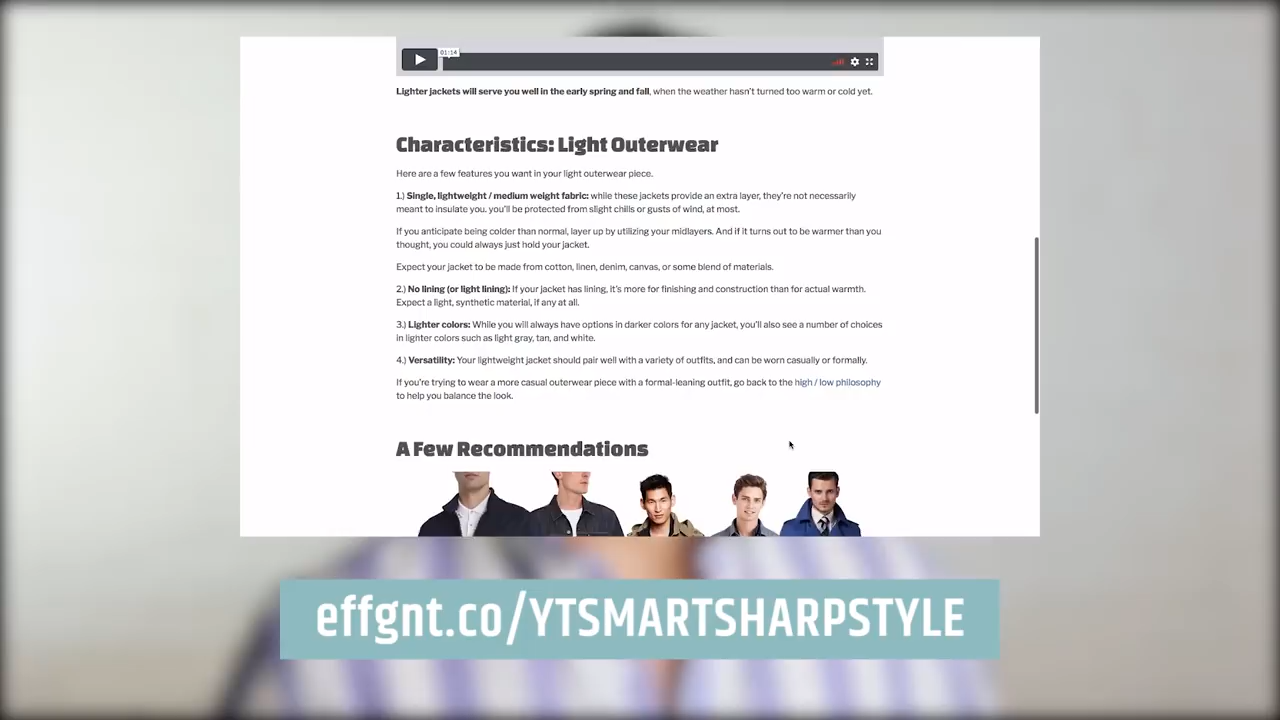 01:14
Lighter jackets will serve you well in the early spring and fall, when the weather hasn't turned too warm or cold yet.
Characteristics: Light Outerwear
Here are a few features you want in your light outerwear piece.
1.) Single, lightweight / medium weight fabric: while these jackets provide an extra layer, they're not necessarily
meant to insulate you. you'll be protected from slight chills or gusts of wind, at most.
If you anticipate being colder than normal, layer up by utilizing your midlayers. And if it turns out to be warmer than you
thought, you could always just hold your jacket.
Expect your jacket to be made from cotton, linen, denim, canvas, or some blend of materials.
2.) No lining (or light lining): If your jacket has lining, it's more for finishing and construction than for actual warmth.
Expect a light, synthetic material, if any at all.
3.) Lighter colors: While you will always have options in darker colors for any jacket, you'll also see a number of choices
in lighter colors such as light gray, tan, and white.
4.) Versatility: Your lightweight jacket should pair well with a variety of outfits, and can be worn casually or formally.
If you're trying to wear a more casual outerwear piece with a formal-leaning outfit, go back to the high / low philosophy
to help you balance the look.
A Few Recommendations
effgnt.co/YTSMARTSHARPSTYLE